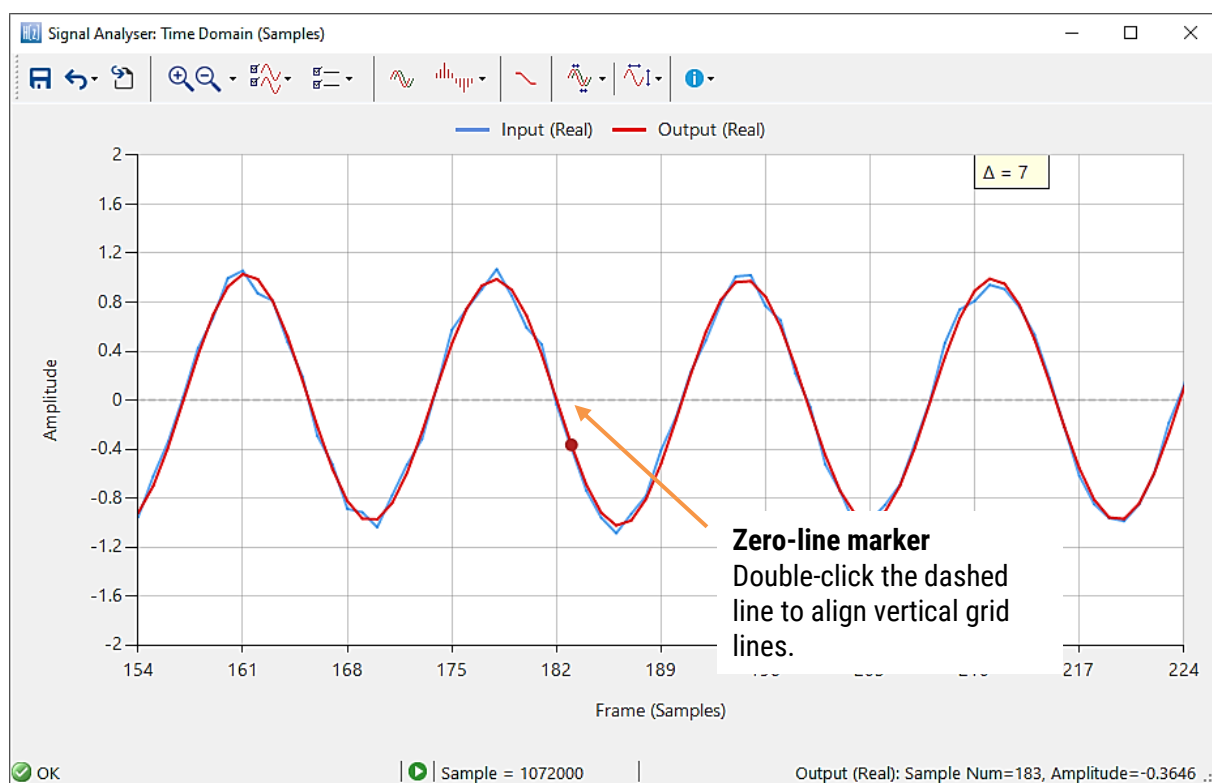 Signal Analyser: Time Domain (Samples)
Input (Real) Output (Real)
Δ = 7
2
1.6
1.2
0.8
0.4
0
-0.4
-0.8
-1.2
-1.6
-2
Amplitude
Zero-line marker
Double-click the dashed
line to align vertical grid
lines.
154 161 168 175 182 189 217 224
Frame (Samples)
OK Sample = 1072000 Output (Real): Sample Num=183, Amplitude=-0.3646